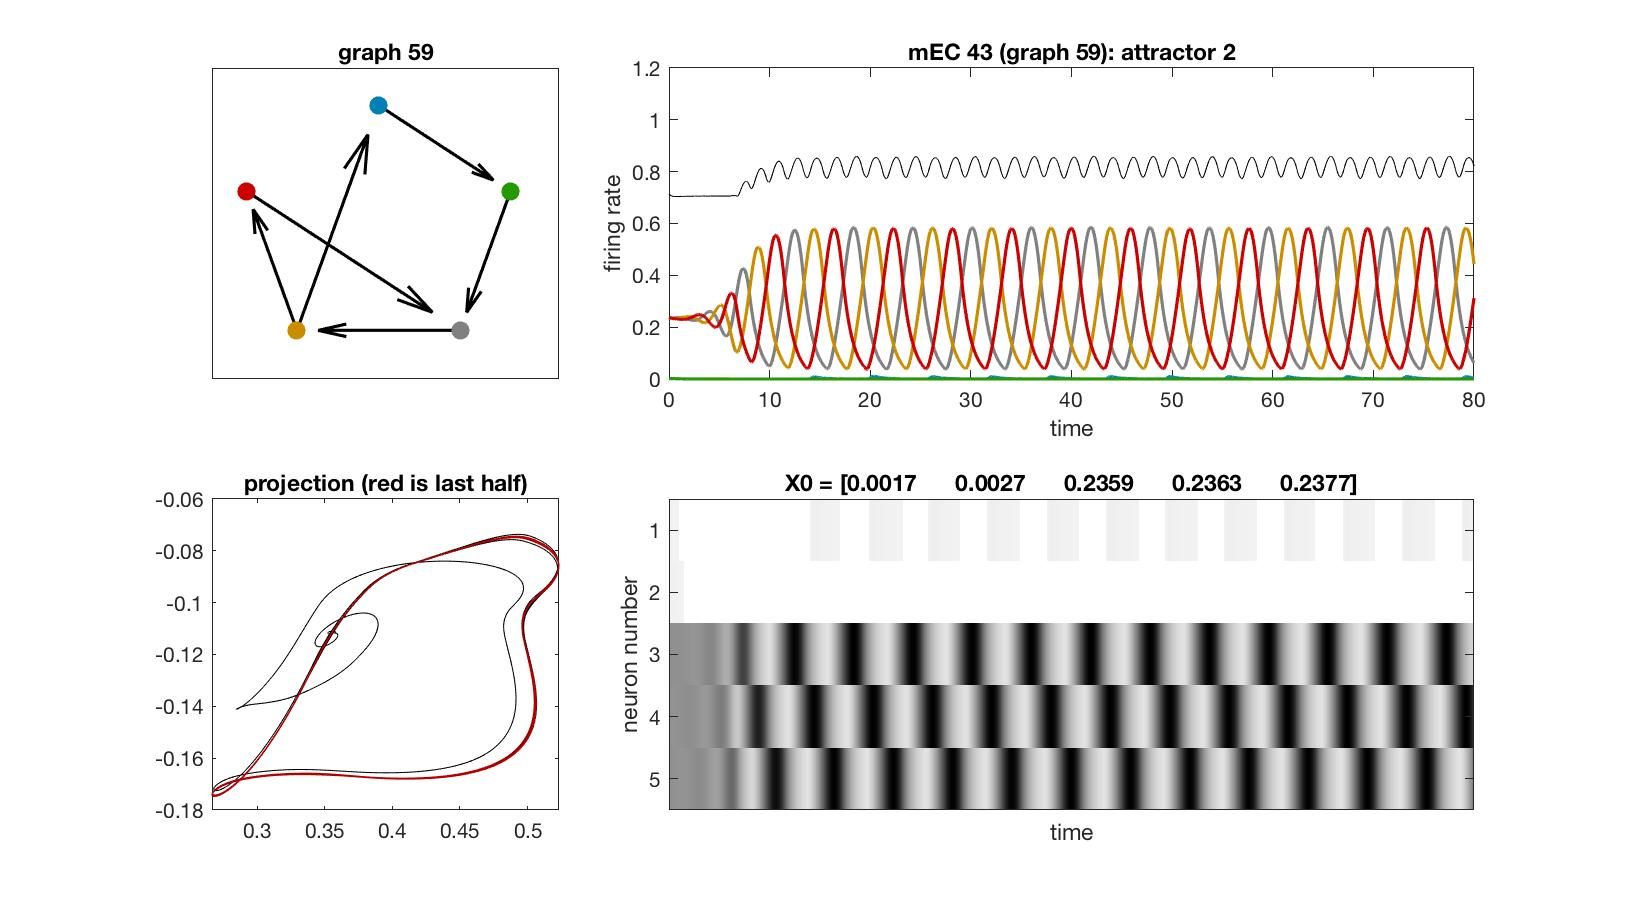 graph 59
mEC 43 (graph 59): attractor 2
1.2
1
0.8
0.6
0.4
0.2
0
firing rate
0 10 20 30 40 50 60 70 80
time
projection (red is last half)
-0.06
-0.08
-0.1
-0.12
-0.14
-0.16
-0.18
0.3 0.35 0.4 0.45 0.5
X0 = [0.0017 0.0027 0.2359 0.2363 0.2377]
1
2
3
4
5
neuron number
time